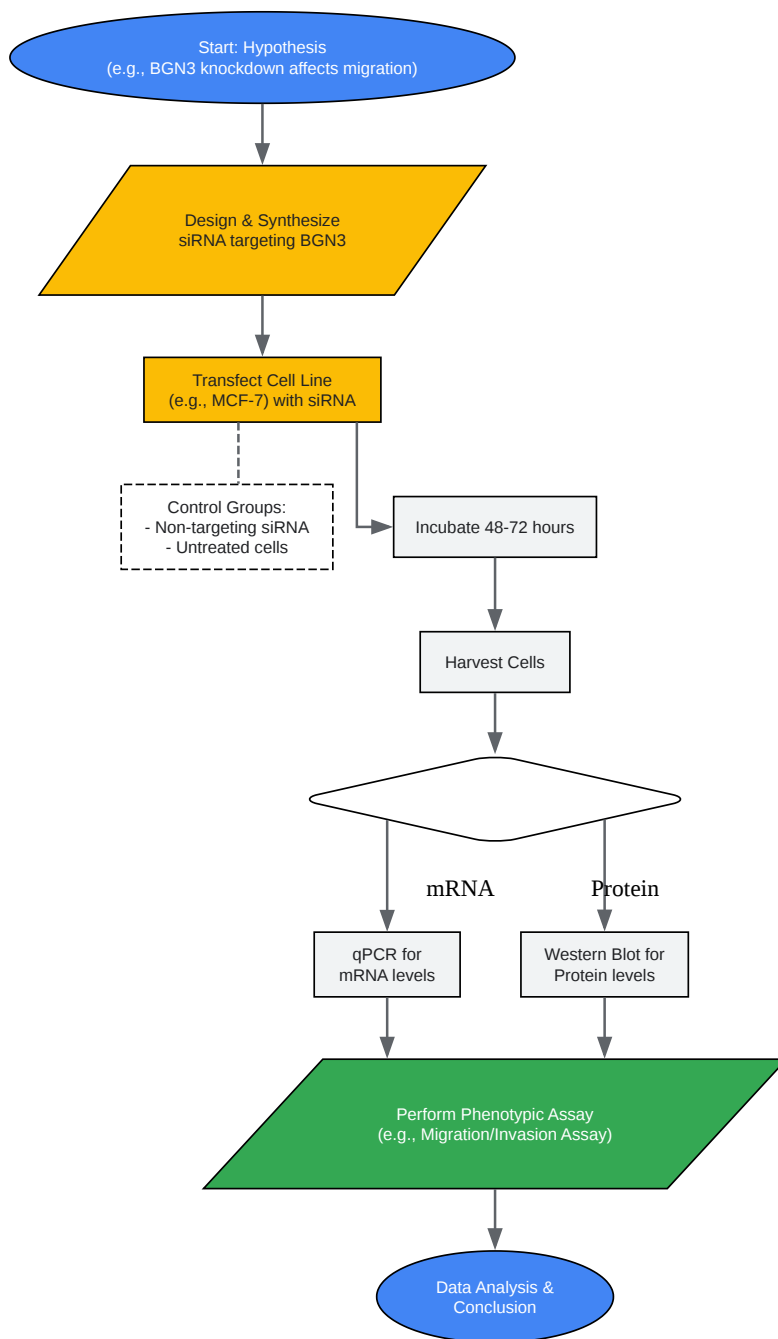 Start: Hypothesis
(e.g., BGN3 knockdown affects migration)
Design & Synthesize
siRNA targeting BGN3
Transfect Cell Line
(e.g., MCF-7) with siRNA
Control Groups:
- Non-targeting siRNA
- Untreated cells
Incubate 48-72 hours
Harvest Cells
mRNA
Protein
qPCR for
mRNA levels
Western Blot for
Protein levels
Perform Phenotypic Assay
(e.g., Migration/Invasion Assay)
Data Analysis &
Conclusion